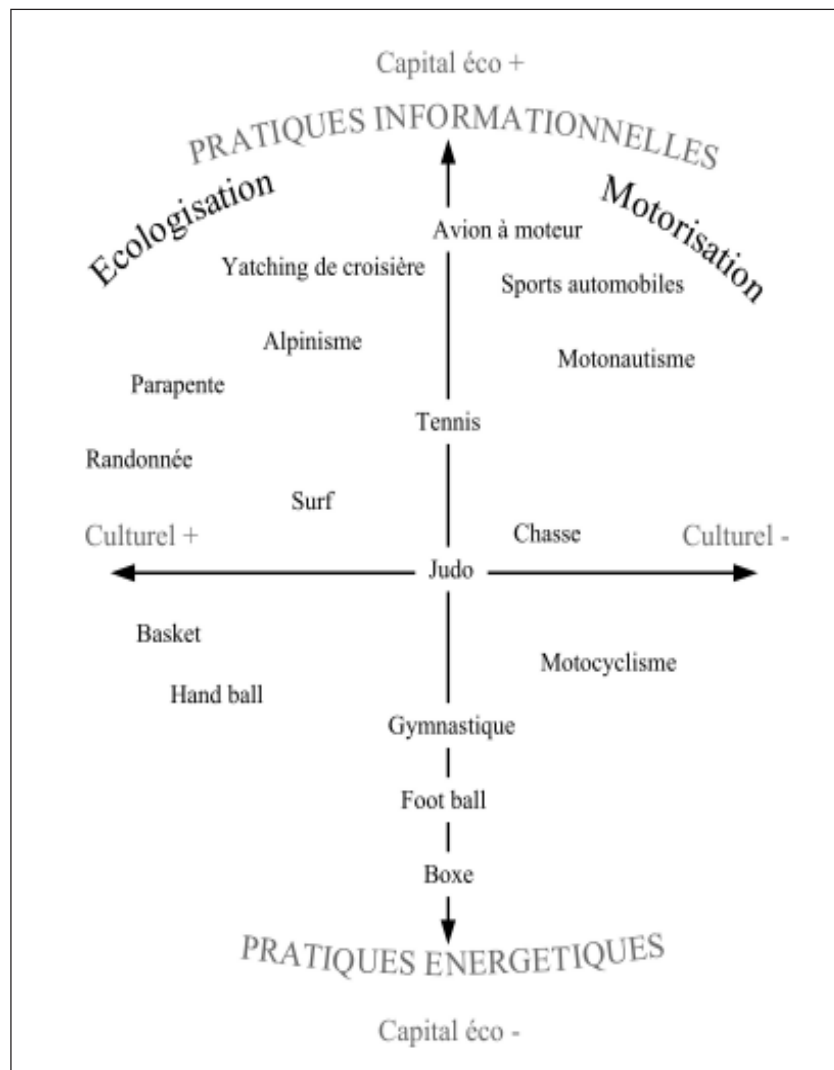 Capital éco +
PRATIQUES INFORMATIONNELLES
Ecologisation
Motorisation
Avion à moteur
Yatching de croisière
Sports automobiles
Alpinisme
Motonautisme
Parapente
Tennis
Randonnée
Surf
Culturel +
Chasse
Culturel -
Judo
Basket
Motocyclisme
Hand ball
Gymnastique
Foot ball
Boxe
PRATIQUES ENERGETIQUES
Capital éco -